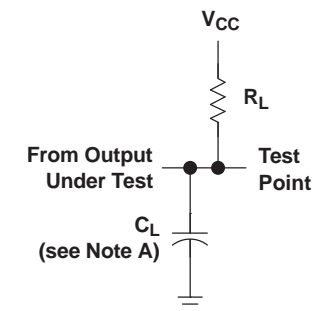 VCC
RL
From Output
Under Test
Test
Point
CL
(see Note A)